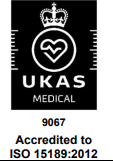 UKAS
MEDICAL
9067
Accredited to
ISO 15189:2012